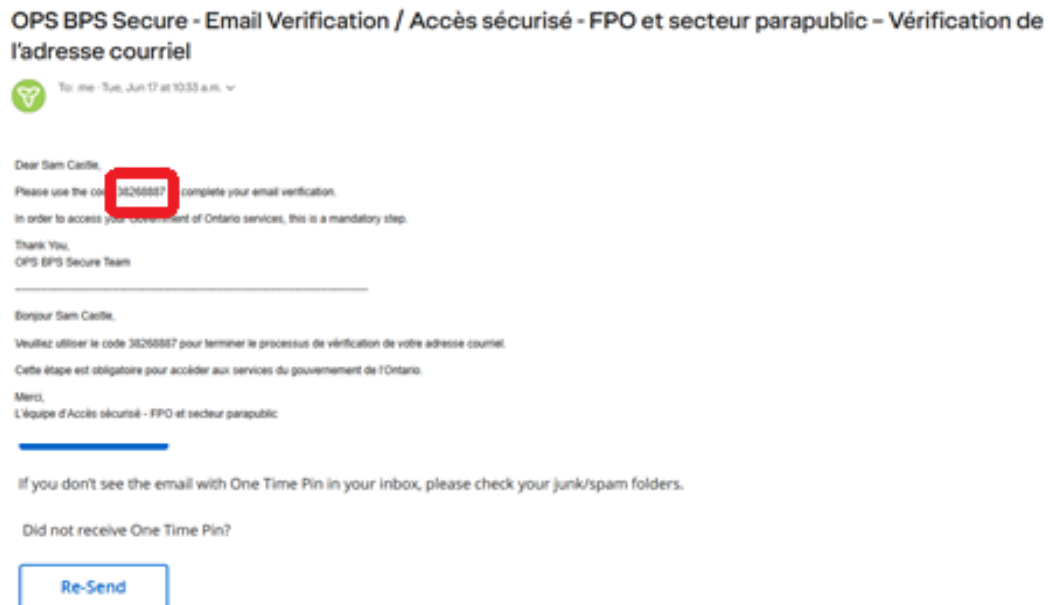 OPS BPS Secure - Email Verification / Accès sécurisé - FPO et secteur parapublic – Vérification de
l'adresse courriel
To: me · Tue, Jun 17 at 10:33 a.m.
Dear Sam Castle,
Please use the co 38268887 complete your email verification.
In order to access your Government of Ontario services, this is a mandatory step.
Thank You,
OPS BPS Secure Team
Bonjour Sam Castle,
Veuillez utiliser le code 38268887 pour terminer le processus de vérification de votre adresse courriel.
Cette étape est obligatoire pour accéder aux services du gouvernement de l'Ontario.
Merci,
L'équipe d'Accès sécurisé - FPO et secteur parapublic
If you don't see the email with One Time Pin in your inbox, please check your junk/spam folders.
Did not receive One Time Pin?
Re-Send